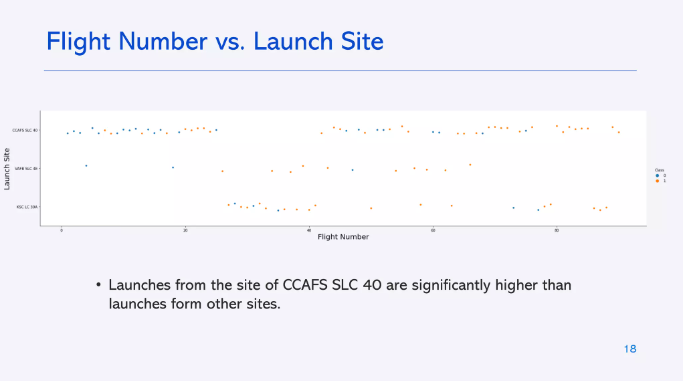 Flight Number vs. Launch Site
CCAFS SLC 40
VAFB SLC 4E
KSC LC 39A
Launch Site
0
20
40
60
80
Flight Number
Class
0
1
• Launches from the site of CCAFS SLC 40 are significantly higher than
launches form other sites.
18